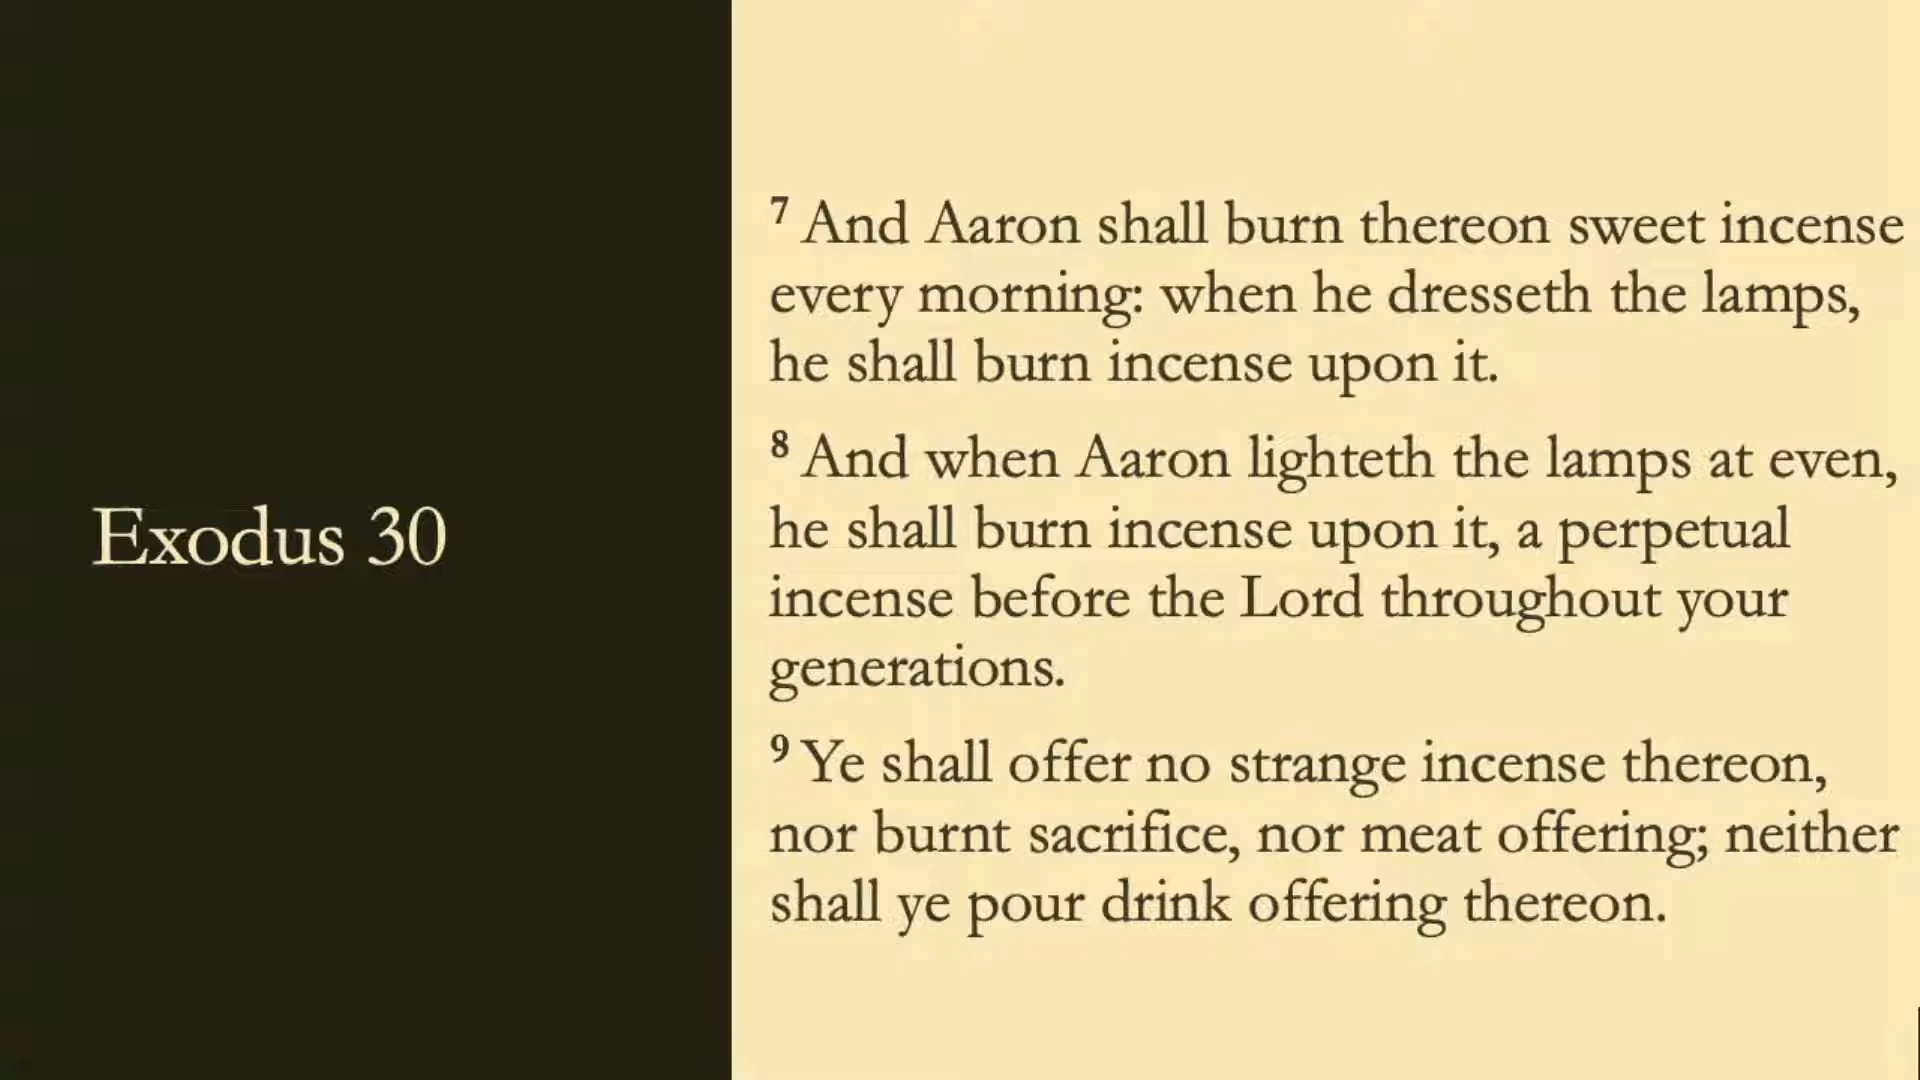 Exodus 30
7 And Aaron shall burn thereon sweet incense
every morning: when he dresseth the lamps,
he shall burn incense upon it.
8 And when Aaron lighteth the lamps at even,
he shall burn incense upon it, a perpetual
incense before the Lord throughout your
generations.
9 Ye shall offer no strange incense thereon,
nor burnt sacrifice, nor meat offering; neither
shall ye pour drink offering thereon.